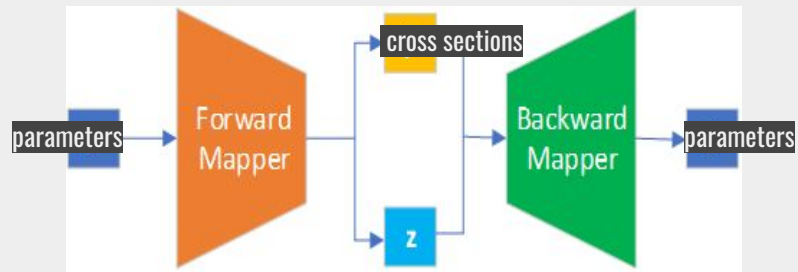 parameters
Forward
Mapper
cross sections
z
Backward
Mapper
parameters